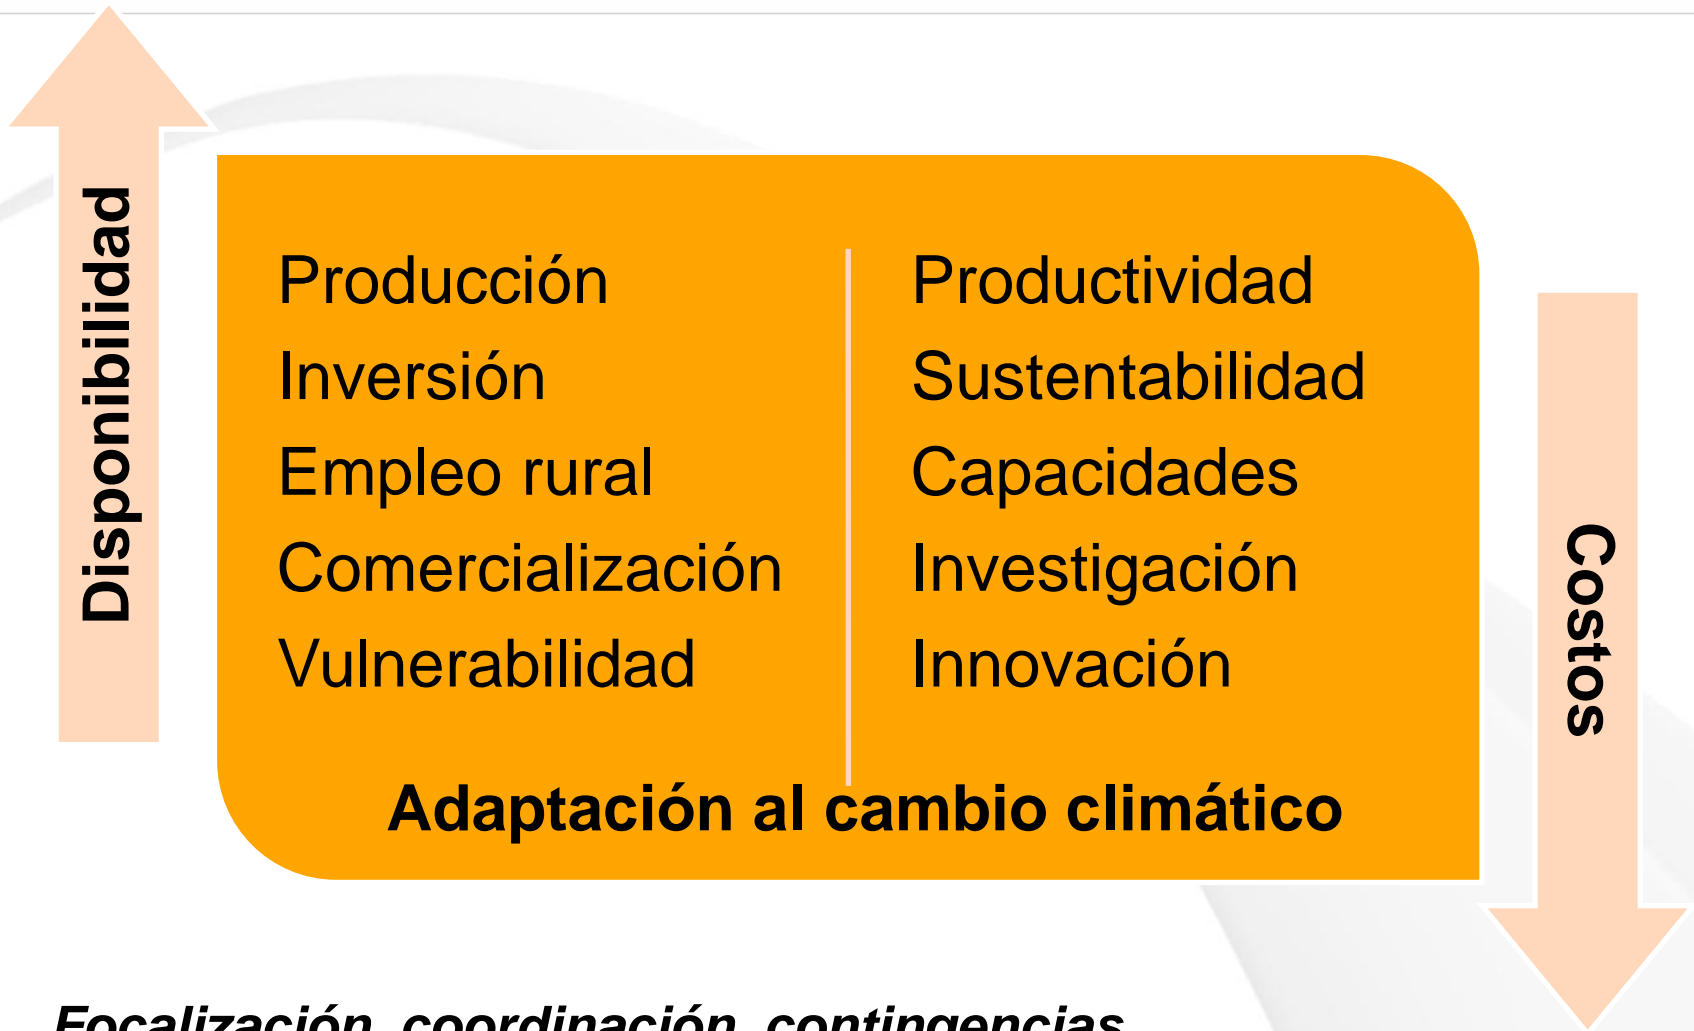 Disponibilidad
Producción
Inversión
Empleo rural
Comercialización
Vulnerabilidad
Productividad
Sustentabilidad
Capacidades
Investigación
Innovación
Adaptación al cambio climático
Costos
Focalización, coordinación, contingencias